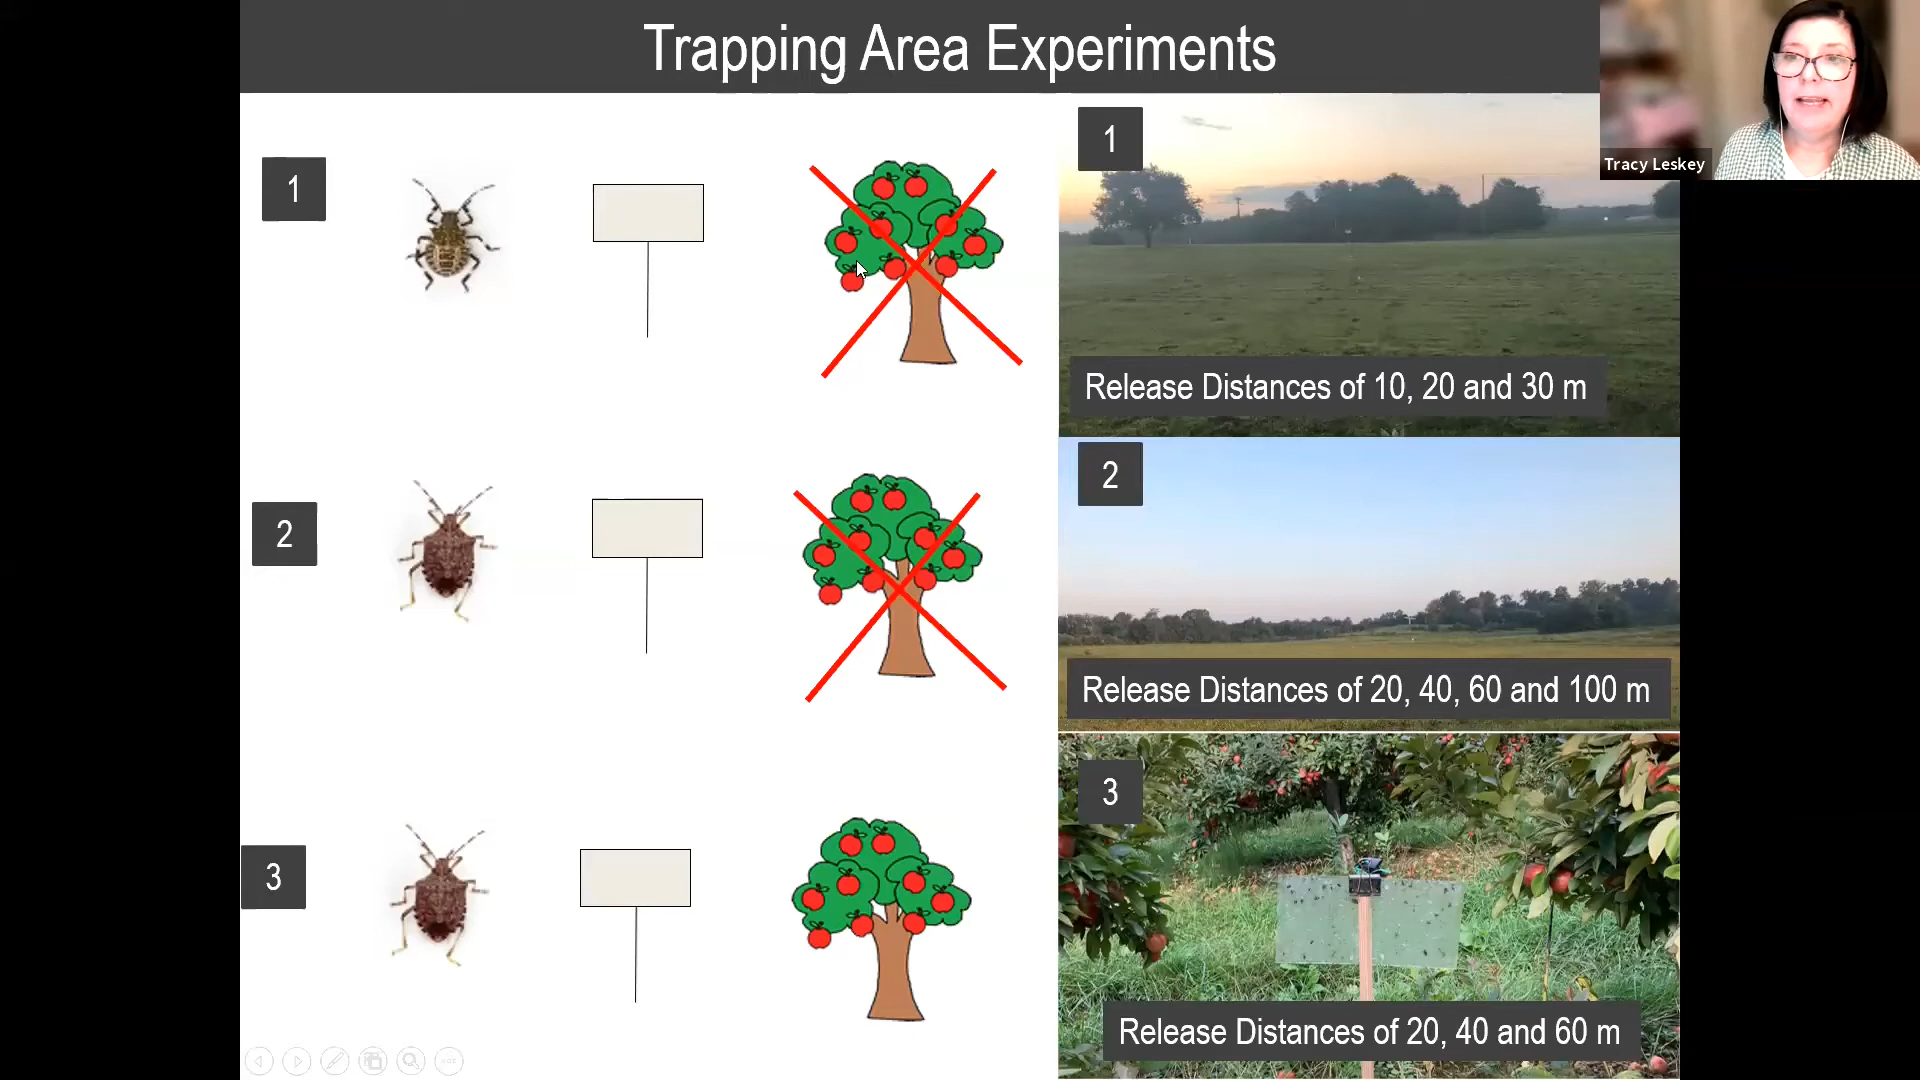 Trapping Area Experiments
Tracy Leskey
1
1
Release Distances of 10, 20 and 30 m
2
2
Release Distances of 20, 40, 60 and 100 m
3
3
Release Distances of 20, 40 and 60 m